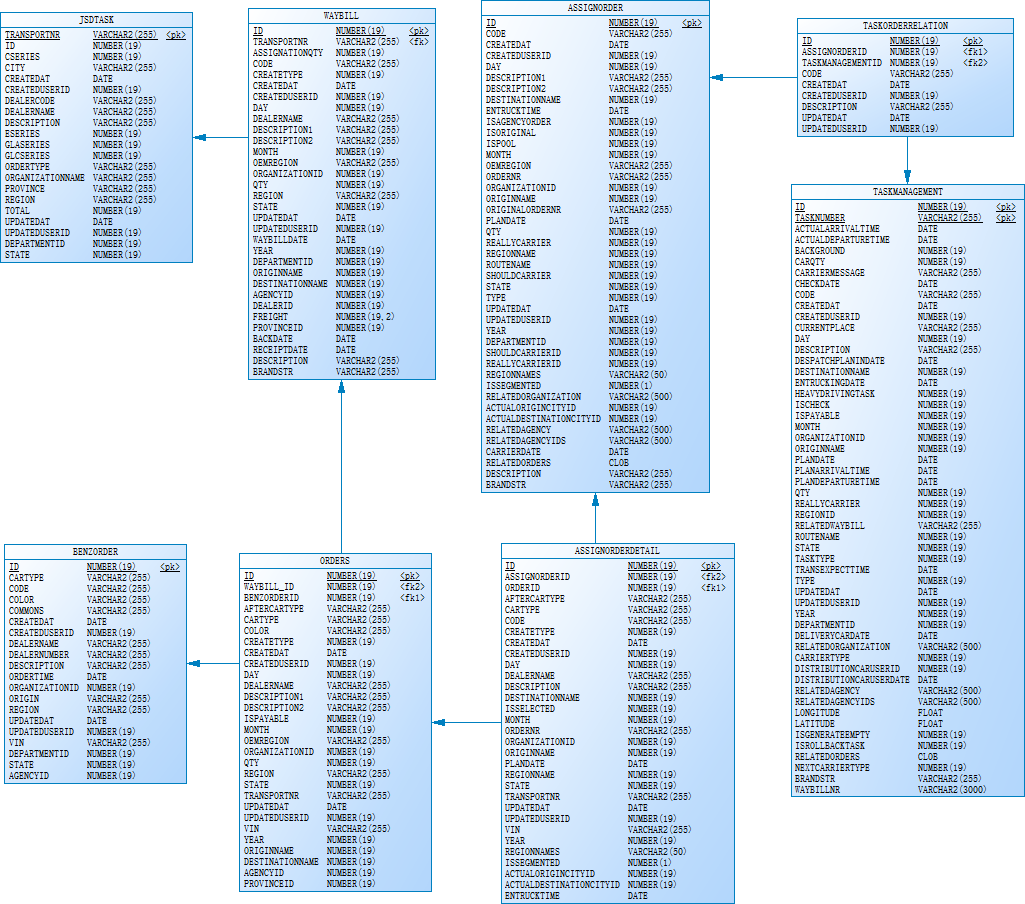 JSDTASK
TRANSPORTNR VARCHAR2(255) <pk>
ID NUMBER(19)
CSERIES NUMBER(19)
CITY VARCHAR2(255)
CREATEDAT DATE
CREATEDUSERID NUMBER(19)
DEALERCODE VARCHAR2(255)
DEALERNAME VARCHAR2(255)
DESCRIPTION VARCHAR2(255)
ESERIES NUMBER(19)
GLASERIES NUMBER(19)
GLCSERIES NUMBER(19)
ORDERTYPE VARCHAR2(255)
ORGANIZATIONNAME VARCHAR2(255)
PROVINCE VARCHAR2(255)
REGION VARCHAR2(255)
TOTAL NUMBER(19)
UPDATEDAT DATE
UPDATEDUSERID NUMBER(19)
DEPARTMENTID NUMBER(19)
STATE NUMBER(19)
WAYBILL
ID NUMBER(19) <pk>
TRANSPORTNR VARCHAR2(255) <fk>
ASSIGNATIONQTY NUMBER(19)
CODE VARCHAR2(255)
CREATETYPE NUMBER(19)
CREATEDAT DATE
CREATEDUSERID NUMBER(19)
DAY NUMBER(19)
DEALERNAME VARCHAR2(255)
DESCRIPTION1 VARCHAR2(255)
DESCRIPTION2 VARCHAR2(255)
MONTH NUMBER(19)
OEMREGION VARCHAR2(255)
ORGANIZATIONID NUMBER(19)
QTY NUMBER(19)
REGION VARCHAR2(255)
STATE NUMBER(19)
UPDATEDAT DATE
UPDATEDUSERID NUMBER(19)
WAYBILLDATE DATE
YEAR NUMBER(19)
DEPARTMENTID NUMBER(19)
ORIGINNAME NUMBER(19)
DESTINATIONNAME NUMBER(19)
AGENCYID NUMBER(19)
DEALERID NUMBER(19)
FREIGHT NUMBER(19,2)
PROVINCEID NUMBER(19)
BACKDATE DATE
RECEIPTDATE DATE
DESCRIPTION VARCHAR2(255)
BRANDSTR VARCHAR2(255)
ASSIGNORDER
ID NUMBER(19) <pk>
CODE VARCHAR2(255)
CREATEDAT DATE
CREATEDUSERID NUMBER(19)
DAY NUMBER(19)
DESCRIPTION1 VARCHAR2(255)
DESCRIPTION2 VARCHAR2(255)
DESTINATIONNAME NUMBER(19)
ENTRUCKTIME DATE
ISAGENCYORDER NUMBER(19)
ISORIGINAL NUMBER(19)
ISPOOL NUMBER(19)
MONTH NUMBER(19)
OEMREGION VARCHAR2(255)
ORDERNR VARCHAR2(255)
ORGANIZATIONID NUMBER(19)
ORIGINNAME NUMBER(19)
ORIGINALORDERNR VARCHAR2(255)
PLANDATE DATE
QTY NUMBER(19)
REALLYCARRIER NUMBER(19)
REGIONNAME NUMBER(19)
ROUTENAME NUMBER(19)
SHOULDCARRIER NUMBER(19)
STATE NUMBER(19)
TYPE NUMBER(19)
UPDATEDAT DATE
UPDATEDUSERID NUMBER(19)
YEAR NUMBER(19)
DEPARTMENTID NUMBER(19)
SHOULDCARRIERID NUMBER(19)
REALLYCARRIERID NUMBER(19)
REGIONNAMES VARCHAR2(50)
ISSEGMENTED NUMBER(1)
RELATEDORGANIZATION VARCHAR2(500)
ACTUALORIGINCITYID NUMBER(19)
ACTUALDESTINATIONCITYID NUMBER(19)
RELATEDAGENCY VARCHAR2(500)
RELATEDAGENCYIDS VARCHAR2(500)
CARRIERDATE DATE
RELATEDORDERS CLOB
DESCRIPTION VARCHAR2(255)
BRANDSTR VARCHAR2(255)
TASKORDERRELATION
ID NUMBER(19) <pk>
ASSIGNORDERID NUMBER(19) <fk1>
TASKMANAGEMENTID NUMBER(19) <fk2>
CODE VARCHAR2(255)
CREATEDAT DATE
CREATEDUSERID NUMBER(19)
DESCRIPTION VARCHAR2(255)
UPDATEDAT DATE
UPDATEDUSERID NUMBER(19)
TASKMANAGEMENT
ID NUMBER(19) <pk>
TASKNUMBER VARCHAR2(255) <pk>
ACTUALARRIVALTIME DATE
ACTUALDEPARTURETIME DATE
BACKGROUND NUMBER(19)
CARQTY NUMBER(19)
CARRIERMESSAGE VARCHAR2(255)
CHECKDATE DATE
CODE VARCHAR2(255)
CREATEDAT DATE
CREATEDUSERID NUMBER(19)
CURRENTPLACE VARCHAR2(255)
DAY NUMBER(19)
DESCRIPTION VARCHAR2(255)
DESPATCHPLANINDATE DATE
DESTINATIONNAME NUMBER(19)
ENTRUCKINGDATE DATE
HEAVYDRIVINGTASK NUMBER(19)
ISCHECK NUMBER(19)
ISPAYABLE NUMBER(19)
MONTH NUMBER(19)
ORGANIZATIONID NUMBER(19)
ORIGINNAME NUMBER(19)
PLANDATE DATE
PLANARRIVALTIME DATE
PLANDEPARTURETIME DATE
QTY NUMBER(19)
REALLYCARRIER NUMBER(19)
REGIONID NUMBER(19)
RELATEDWAYBILL VARCHAR2(255)
ROUTENAME NUMBER(19)
STATE NUMBER(19)
TASKTYPE NUMBER(19)
TRANSEXPECTTIME DATE
TYPE NUMBER(19)
UPDATEDAT DATE
UPDATEDUSERID NUMBER(19)
YEAR NUMBER(19)
DEPARTMENTID NUMBER(19)
DELIVERYCARDATE DATE
RELATEDORGANIZATION VARCHAR2(500)
CARRIERTYPE NUMBER(19)
DISTRIBUTIONCARUSERID NUMBER(19)
DISTRIBUTIONCARUSERDATE DATE
RELATEDAGENCY VARCHAR2(500)
RELATEDAGENCYIDS VARCHAR2(500)
LONGITUDE FLOAT
LATITUDE FLOAT
ISGENERATEEMPTY NUMBER(19)
ISROLLBACKTASK NUMBER(19)
RELATEDORDERS CLOB
NEXTCARRIERTYPE NUMBER(19)
BRANDSTR VARCHAR2(255)
WAYBILLNR VARCHAR2(3000)
BENZORDER
ID NUMBER(19) <pk>
CARTYPE VARCHAR2(255)
CODE VARCHAR2(255)
COLOR VARCHAR2(255)
COMMONS VARCHAR2(255)
CREATEDAT DATE
CREATEDUSERID NUMBER(19)
DEALERNAME VARCHAR2(255)
DEALERNUMBER VARCHAR2(255)
DESCRIPTION VARCHAR2(255)
ORDERTIME DATE
ORGANIZATIONID NUMBER(19)
ORIGIN VARCHAR2(255)
REGION VARCHAR2(255)
UPDATEDAT DATE
UPDATEDUSERID NUMBER(19)
VIN VARCHAR2(255)
DEPARTMENTID NUMBER(19)
STATE NUMBER(19)
AGENCYID NUMBER(19)
ORDERS
ID NUMBER(19) <pk>
WAYBILL_ID NUMBER(19) <fk2>
BENZORDERID NUMBER(19) <fk1>
AFTERCARTYPE VARCHAR2(255)
CARTYPE VARCHAR2(255)
COLOR VARCHAR2(255)
CREATETYPE NUMBER(19)
CREATEDAT DATE
CREATEDUSERID NUMBER(19)
DAY NUMBER(19)
DEALERNAME VARCHAR2(255)
DESCRIPTION1 VARCHAR2(255)
DESCRIPTION2 VARCHAR2(255)
ISPAYABLE NUMBER(19)
MONTH NUMBER(19)
OEMREGION VARCHAR2(255)
ORGANIZATIONID NUMBER(19)
QTY NUMBER(19)
REGION VARCHAR2(255)
STATE NUMBER(19)
TRANSPORTNR VARCHAR2(255)
UPDATEDAT DATE
UPDATEDUSERID NUMBER(19)
VIN VARCHAR2(255)
YEAR NUMBER(19)
ORIGINNAME NUMBER(19)
DESTINATIONNAME NUMBER(19)
AGENCYID NUMBER(19)
PROVINCEID NUMBER(19)
ASSIGNORDERDETAIL
ID NUMBER(19) <pk>
ASSIGNORDERID NUMBER(19) <fk2>
ORDERID NUMBER(19) <fk1>
AFTERCARTYPE VARCHAR2(255)
CARTYPE VARCHAR2(255)
CODE VARCHAR2(255)
CREATETYPE NUMBER(19)
CREATEDAT DATE
CREATEDUSERID NUMBER(19)
DAY NUMBER(19)
DEALERNAME VARCHAR2(255)
DESCRIPTION VARCHAR2(255)
DESTINATIONNAME NUMBER(19)
ISSELECTED NUMBER(19)
MONTH NUMBER(19)
ORDERNR VARCHAR2(255)
ORGANIZATIONID NUMBER(19)
ORIGINNAME NUMBER(19)
PLANDATE DATE
REGIONNAME NUMBER(19)
STATE NUMBER(19)
TRANSPORTNR VARCHAR2(255)
UPDATEDAT DATE
UPDATEDUSERID NUMBER(19)
VIN VARCHAR2(255)
YEAR NUMBER(19)
REGIONNAMES VARCHAR2(50)
ISSEGMENTED NUMBER(1)
ACTUALORIGINCITYID NUMBER(19)
ACTUALDESTINATIONCITYID NUMBER(19)
ENTRUCKTIME DATE